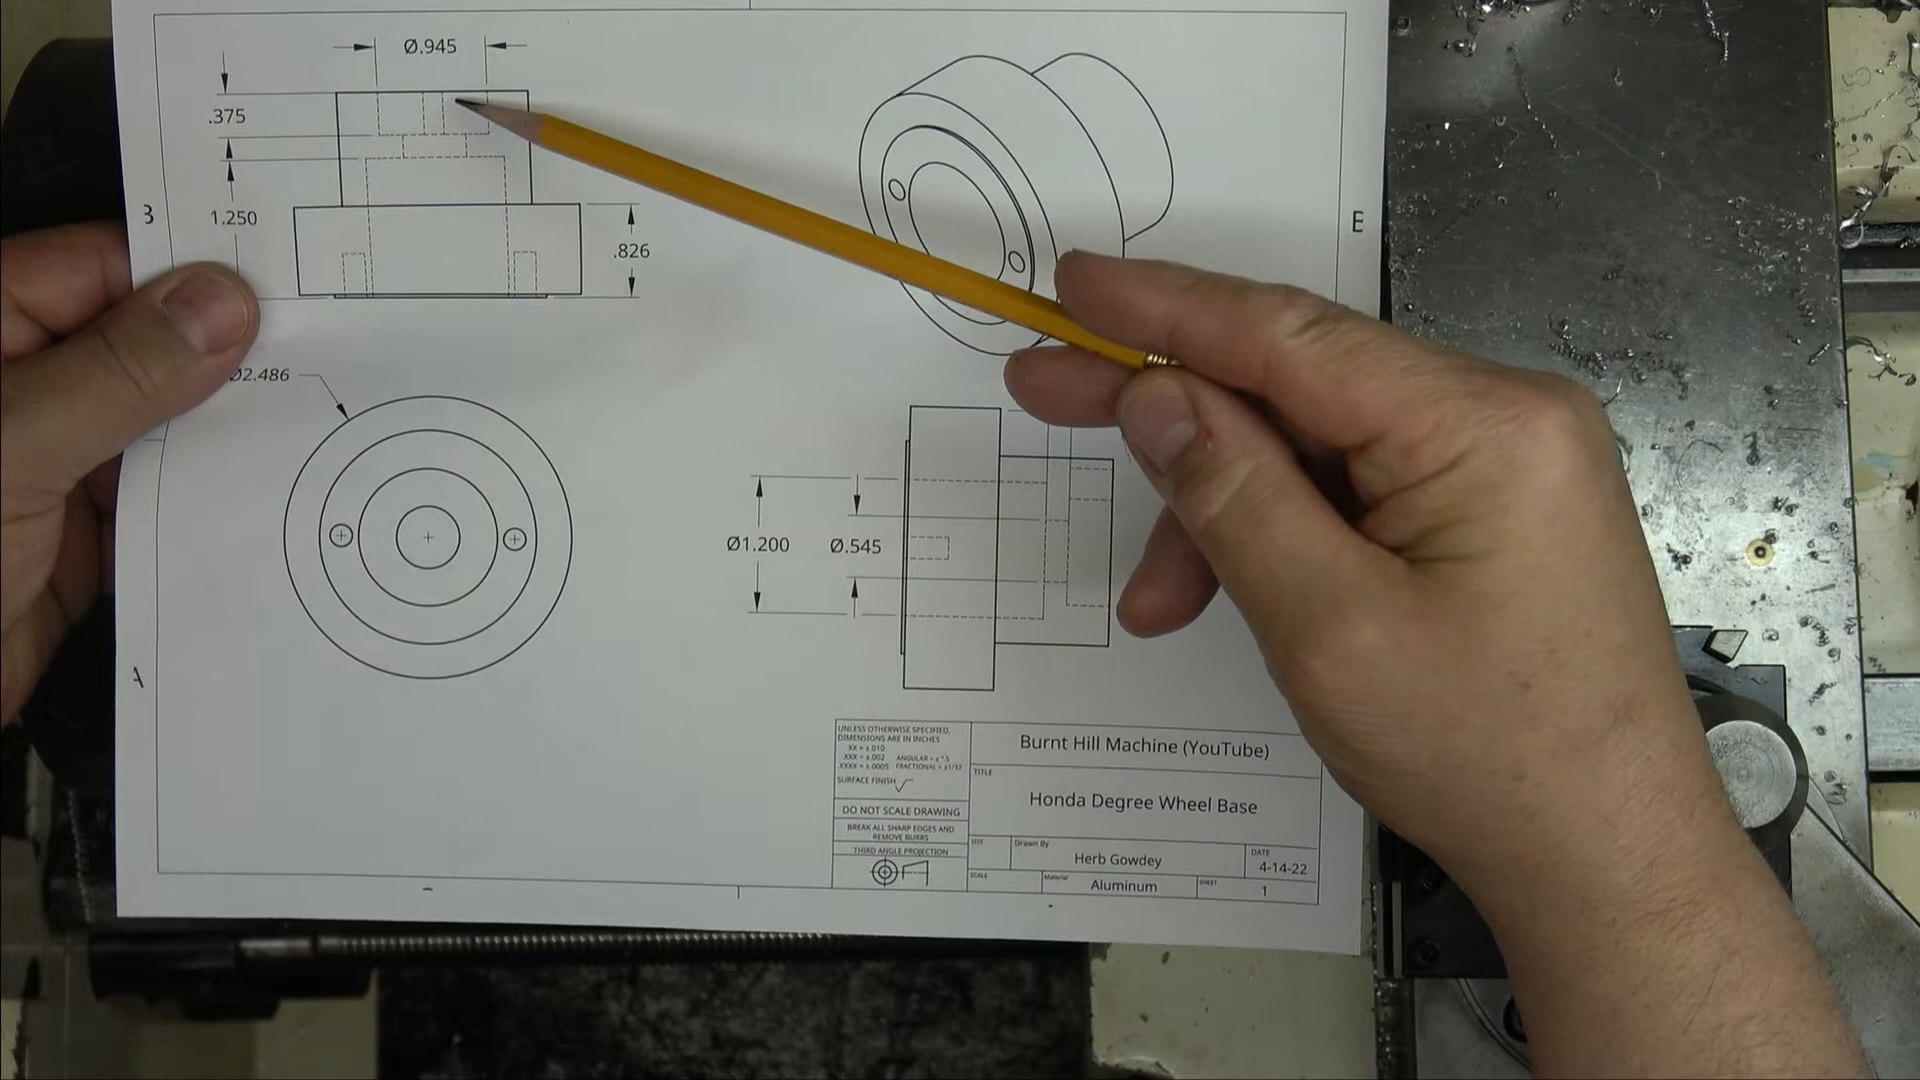 Ø.945
.375
1.250
.826
B
E
Ø2.486
Ø1.200
Ø.545
A
UNLESS OTHERWISE SPECIFIED,
DIMENSIONS ARE IN INCHES
.XX = ±.010
.XXX = ±.002 ANGULAR = ± °.5
.XXXX = ±.0005 FRACTIONAL = ±1/32
SURFACE FINISH
DO NOT SCALE DRAWING
BREAK ALL SHARP EDGES AND
REMOVE BURRS
THIRD ANGLE PROJECTION
Burnt Hill Machine (YouTube)
TITLE
Honda Degree Wheel Base
SIZE
Drawn By
Herb Gowdey
DATE
4-14-22
SCALE
Material
Aluminum
SHEET
1